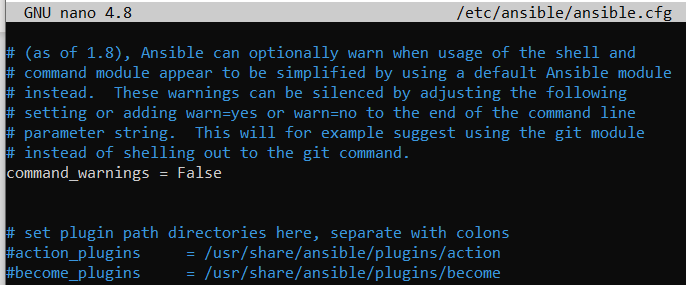 GNU nano 4.8 /etc/ansible/ansible.cfg
# (as of 1.8), Ansible can optionally warn when usage of the shell and
# command module appear to be simplified by using a default Ansible module
# instead.  These warnings can be silenced by adjusting the following
# setting or adding warn=yes or warn=no to the end of the command line
# parameter string.  This will for example suggest using the git module
# instead of shelling out to the git command.
command_warnings = False
# set plugin path directories here, separate with colons
#action_plugins     = /usr/share/ansible/plugins/action
#become_plugins     = /usr/share/ansible/plugins/become